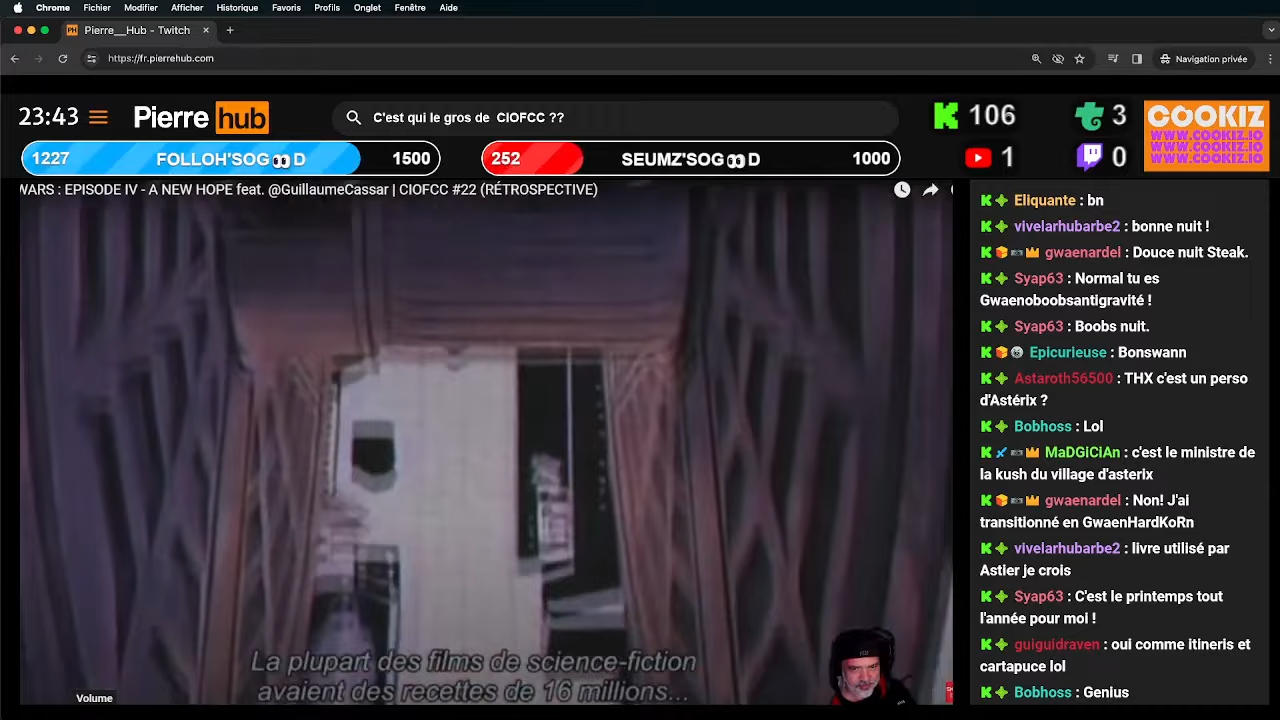 Chrome Fichier Modifier Afficher Historique Favoris Profils Onglet Fenêtre Aide
PH Pierre__Hub - Twitch
https://fr.pierrehub.com
Navigation privée
23:43
Pierre hub
C'est qui le gros de CIOFCC ??
106
3
1
0
COOKIZ
WWW.COOKIZ.IO
WWW.COOKIZ.IO
WWW.COOKIZ.IO
1227 FOLLOH'SOG👀D 1500
252 SEUMZ'SOG👀D 1000
WARS : EPISODE IV - A NEW HOPE feat. @GuillaumeCassar | CIOFCC #22 (RÉTROSPECTIVE)
La plupart des films de science-fiction
avaient des recettes de 16 millions...
Volume
Eliquante : bn
vivelarhubarbe2 : bonne nuit !
gwaenardel : Douce nuit Steak.
Syap63 : Normal tu es
Gwaenoboobsantigravité !
Syap63 : Boobs nuit.
Epicurieuse : Bonswann
Astaroth56500 : THX c'est un perso
d'Astérix ?
Bobhoss : Lol
MaDGiCiAn : c'est le ministre de
la kush du village d'asterix
gwaenardel : Non! J'ai
transitionné en GwaenHardKoRn
vivelarhubarbe2 : livre utilisé par
Astier je crois
Syap63 : C'est le printemps tout
l'année pour moi !
guiguidraven : oui comme itineris et
cartapuce lol
Bobhoss : Genius